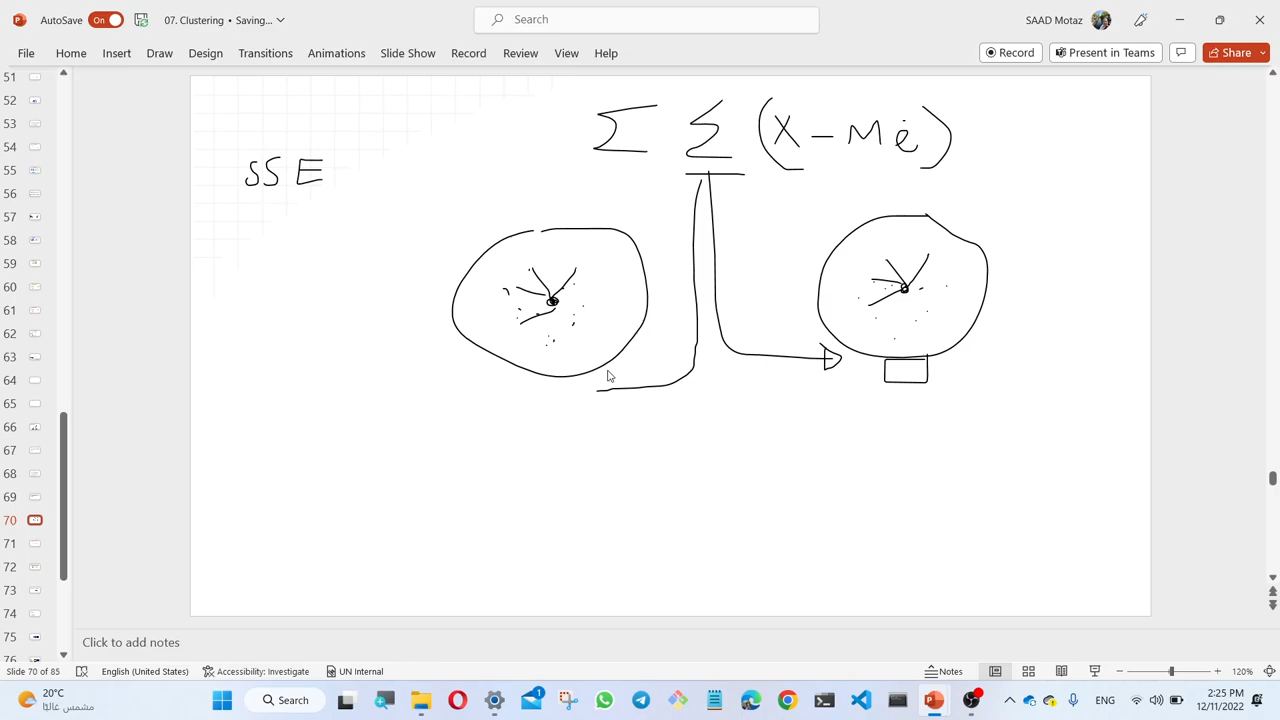 AutoSave On 07. Clustering • Saving... Search SAAD Motaz
File Home Insert Draw Design Transitions Animations Slide Show Record Review View Help Record Present in Teams Share
51
52
53
54
55
56
57
58
59
60
61
62
63
64
65
66
67
68
69
70
71
72
73
74
75
76
Σ Σ (X - Mi)
SSE
Click to add notes
Slide 70 of 85 English (United States) Accessibility: Investigate UN Internal Notes 120%
20°C
مشمس غالبًا
Search
1
ENG
2:25 PM
12/11/2022